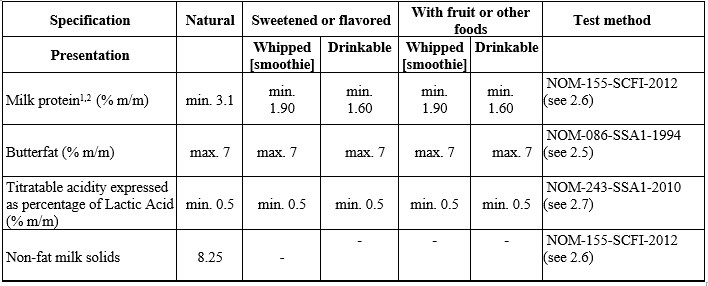 Specification Natural Sweetened or flavored With fruit or other foods Test method
Presentation Whipped [smoothie] Drinkable Whipped [smoothie] Drinkable
Milk protein1,2 (% m/m) min. 3.1 min. 1.90 min. 1.60 min. 1.90 min. 1.60 NOM-155-SCFI-2012 (see 2.6)
Butterfat (% m/m) max. 7 max. 7 max. 7 max. 7 max. 7 NOM-086-SSA1-1994 (see 2.5)
Titratable acidity expressed as percentage of Lactic Acid (% m/m) min. 0.5 min. 0.5 min. 0.5 min. 0.5 min. 0.5 NOM-243-SSA1-2010 (see 2.7)
Non-fat milk solids 8.25 - - - - NOM-155-SCFI-2012 (see 2.6)